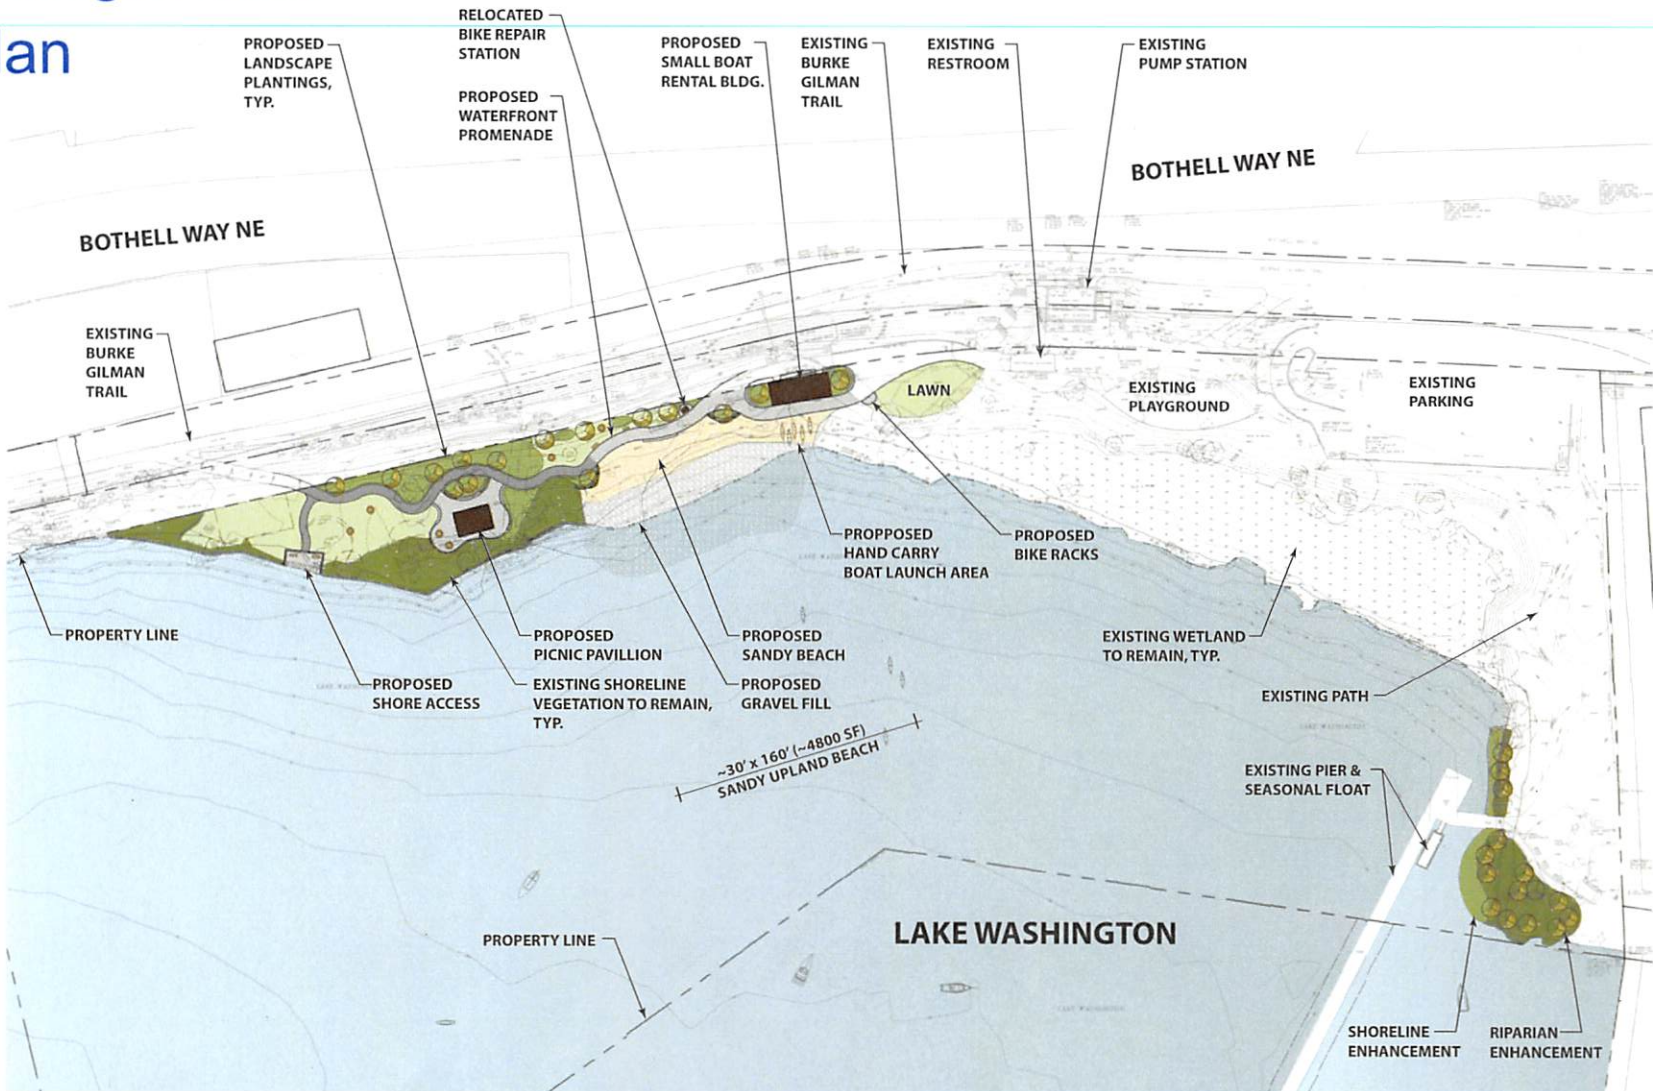 an
RELOCATED
BIKE REPAIR
STATION
PROPOSED
LANDSCAPE
PLANTINGS,
TYP.
PROPOSED
WATERFRONT
PROMENADE
PROPOSED
SMALL BOAT
RENTAL BLDG.
EXISTING
BURKE
GILMAN
TRAIL
EXISTING
RESTROOM
EXISTING
PUMP STATION
BOTHELL WAY NE
BOTHELL WAY NE
EXISTING
BURKE
GILMAN
TRAIL
LAWN
EXISTING
PLAYGROUND
EXISTING
PARKING
PROPPOSED
HAND CARRY
BOAT LAUNCH AREA
PROPOSED
BIKE RACKS
PROPERTY LINE
PROPOSED
PICNIC PAVILLION
PROPOSED
SANDY BEACH
EXISTING WETLAND
TO REMAIN, TYP.
PROPOSED
SHORE ACCESS
EXISTING SHORELINE
VEGETATION TO REMAIN,
TYP.
PROPOSED
GRAVEL FILL
EXISTING PATH
~30' x 160' (~4800 SF)
SANDY UPLAND BEACH
EXISTING PIER &
SEASONAL FLOAT
PROPERTY LINE
LAKE WASHINGTON
SHORELINE
ENHANCEMENT
RIPARIAN
ENHANCEMENT